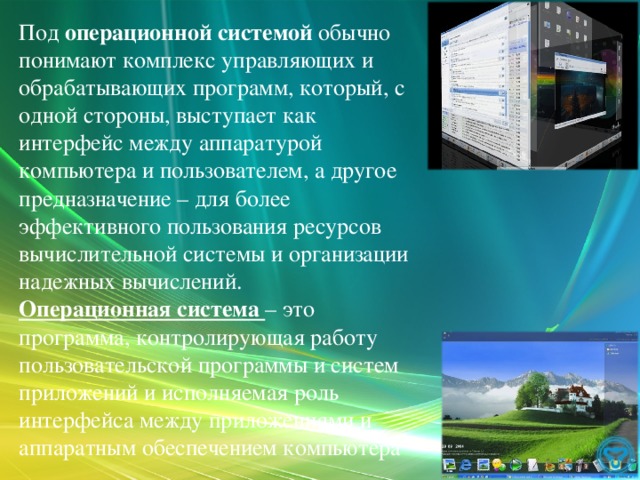 Под операционной системой обычно
понимают комплекс управляющих и
обрабатывающих программ, который, с
одной стороны, выступает как
интерфейс между аппаратурой
компьютера и пользователем, а другое
предназначение – для более
эффективного пользования ресурсов
вычислительной системы и организации
надежных вычислений.
Операционная система – это
программа, контролирующая работу
пользовательской программы и систем
приложений и исполняемая роль
интерфейса между приложениями и
аппаратным обеспечением компьютера